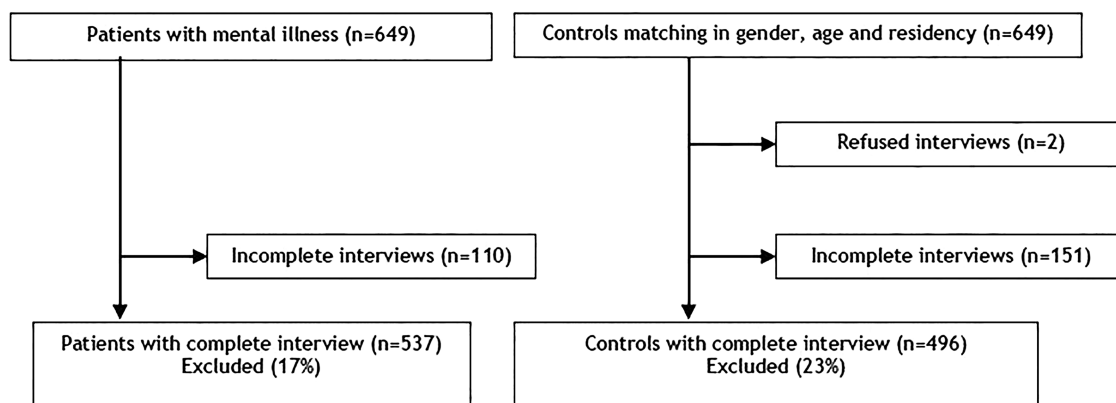 Patients with mental illness (n=649)
Controls matching in gender, age and residency (n=649)
Refused interviews (n=2)
Incomplete interviews (n=110)
Incomplete interviews (n=151)
Patients with complete interview (n=537)
Excluded (17%)
Controls with complete interview (n=496)
Excluded (23%)